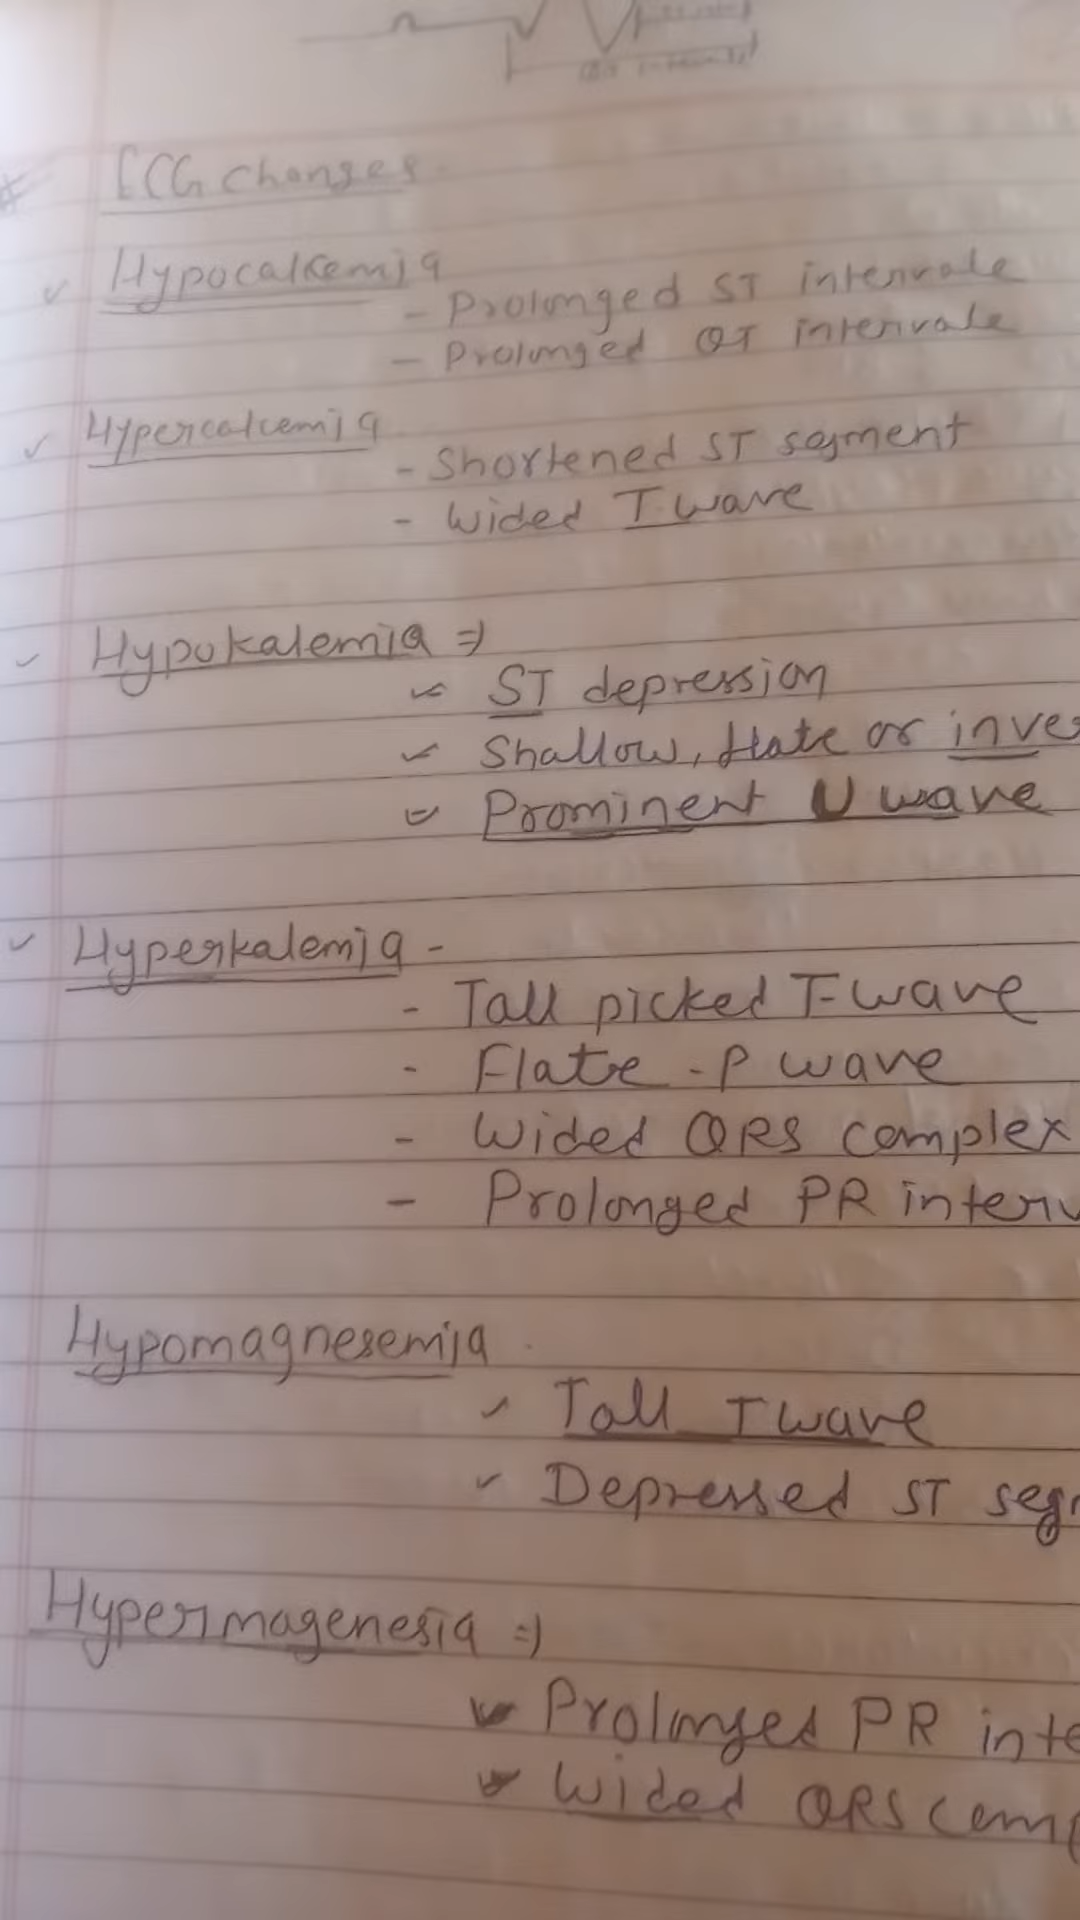 ECG changes
Hypocalkemia
- Prolonged ST intervale
- Prolonged QT intervale
Hypercalcemia
- Shortened ST segment
- Wided T wave
Hypokalemia =)
ST depression
Shallow, flate or inve
Prominent U wave
Hyperkalemia -
- Tall picked T-wave
- Flate - P wave
- Wided QRS complex
- Prolonged PR interv
Hypomagnesemia
Tall T wave
Depressed ST seg
Hypermagenesia =)
Prolonged PR inte
Wided QRS comp